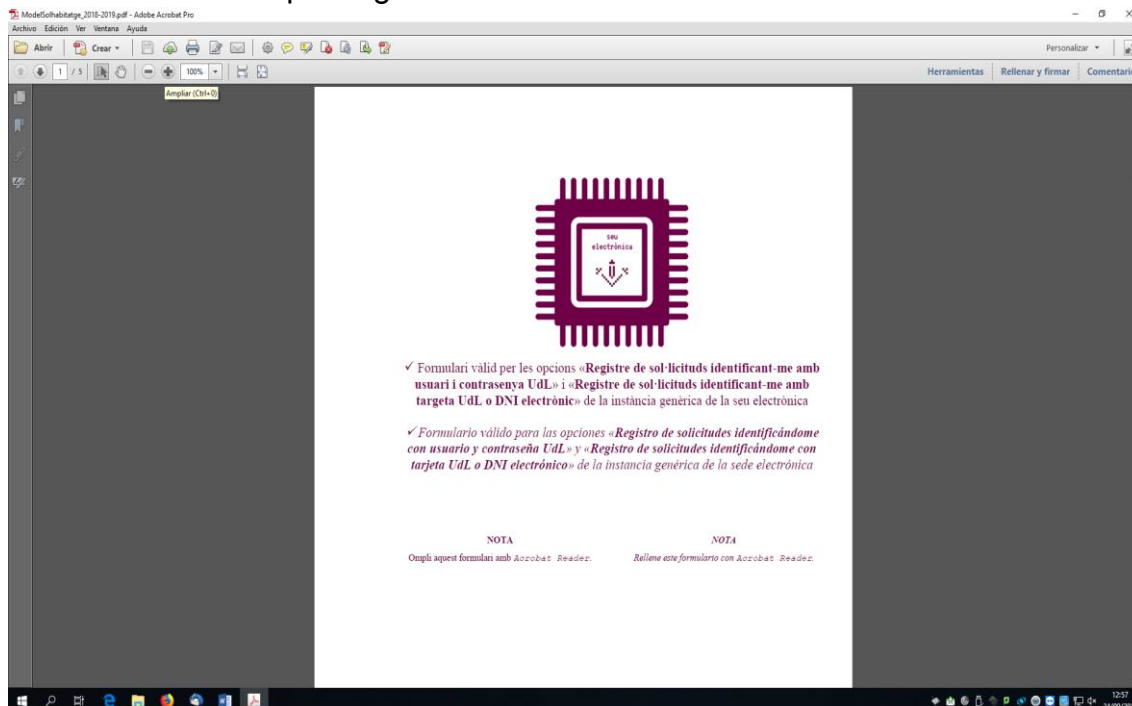 ModelSolhabitatge_2018-2019.pdf - Adobe Acrobat Pro
Archivo Edición Ver Ventana Ayuda
Abrir Crear Personalizar
1 / 5 100% Herramientas Rellenar y firmar Comentario
Ampliar (Ctrl+0)
seu
electrònica
✓ Formulari vàlid per les opcions «Registre de sol·licituds identificant-me amb
usuari i contrasenya UdL» i «Registre de sol·licituds identificant-me amb
targeta UdL o DNI electrònic» de la instància genèrica de la seu electrònica
✓ Formulario válido para las opciones «Registro de solicitudes identificándome
con usuario y contraseña UdL» y «Registro de solicitudes identificándome con
tarjeta UdL o DNI electrónico» de la instancia genérica de la sede electrónica
NOTA
Ompli aquest formulari amb Acrobat Reader.
NOTA
Rellene este formulario con Acrobat Reader.
12:57